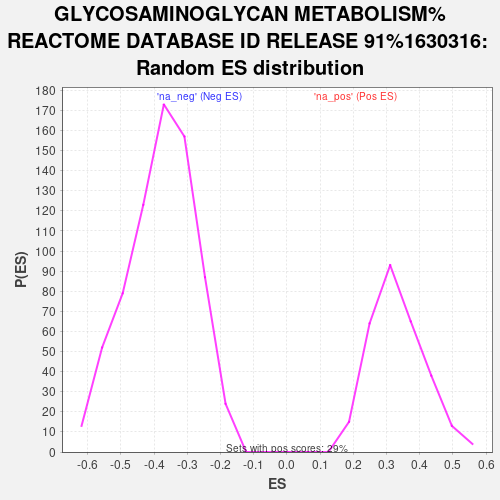 GLYCOSAMINOGLYCAN METABOLISM%
REACTOME DATABASE ID RELEASE 91%1630316:
Random ES distribution
'na_neg' (Neg ES)
'na_pos' (Pos ES)
180
170
160
150
140
130
120
110
100
90
80
70
60
50
40
30
20
10
0
P(ES)
Sets with pos scores: 29%
-0.6 -0.5 -0.4 -0.3 -0.2 -0.1 0.0 0.1 0.2 0.3 0.4 0.5 0.6
ES